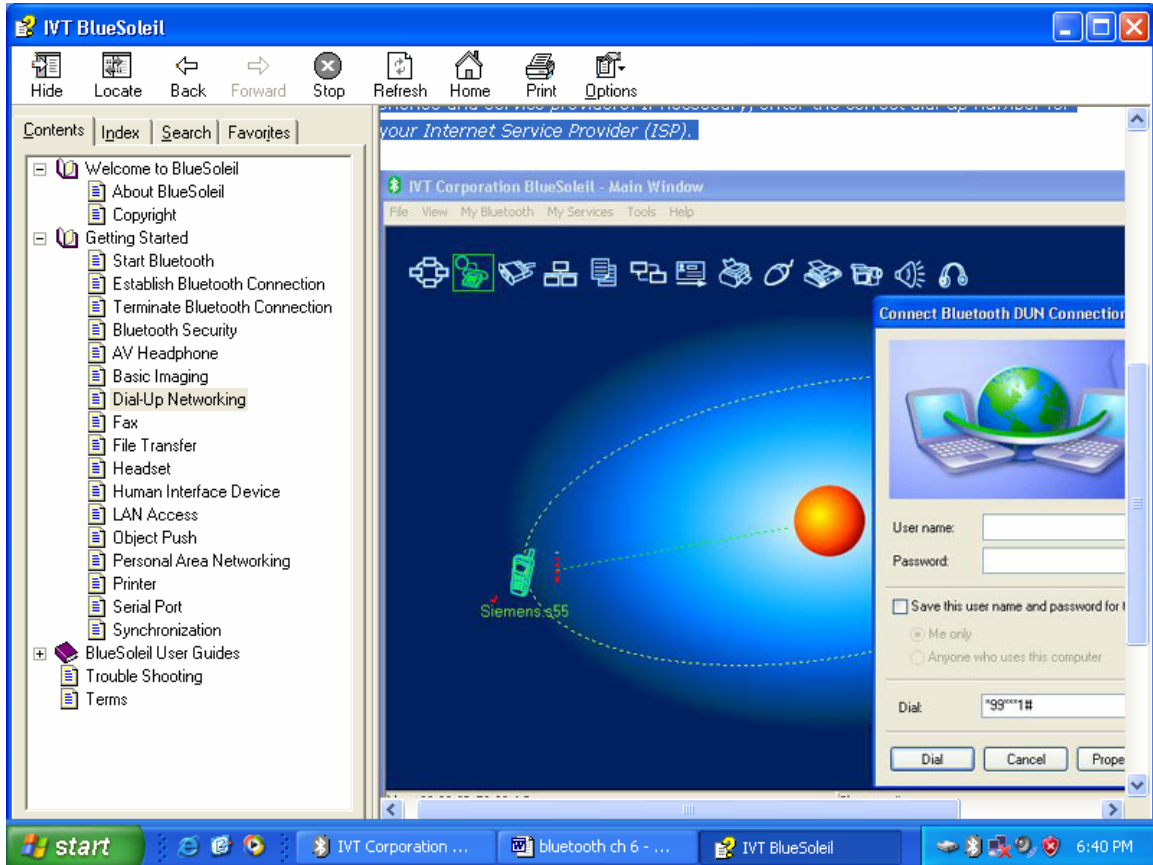 IVT BlueSoleil
Hide Locate Back Forward Stop Refresh Home Print Options
Contents Index Search Favorites
your Internet Service Provider (ISP).
Welcome to BlueSoleil
About BlueSoleil
Copyright
Getting Started
Start Bluetooth
Establish Bluetooth Connection
Terminate Bluetooth Connection
Bluetooth Security
AV Headphone
Basic Imaging
Dial-Up Networking
Fax
File Transfer
Headset
Human Interface Device
LAN Access
Object Push
Personal Area Networking
Printer
Serial Port
Synchronization
BlueSoleil User Guides
Trouble Shooting
Terms
IVT Corporation BlueSoleil - Main Window
File View My Bluetooth My Services Tools Help
Siemens.s55
Connect Bluetooth DUN Connection
User name:
Password:
Save this user name and password for t
Me only
Anyone who uses this computer
Dial: *99***1#
Dial Cancel Prope
start IVT Corporation ... bluetooth ch 6 - ... IVT BlueSoleil 6:40 PM